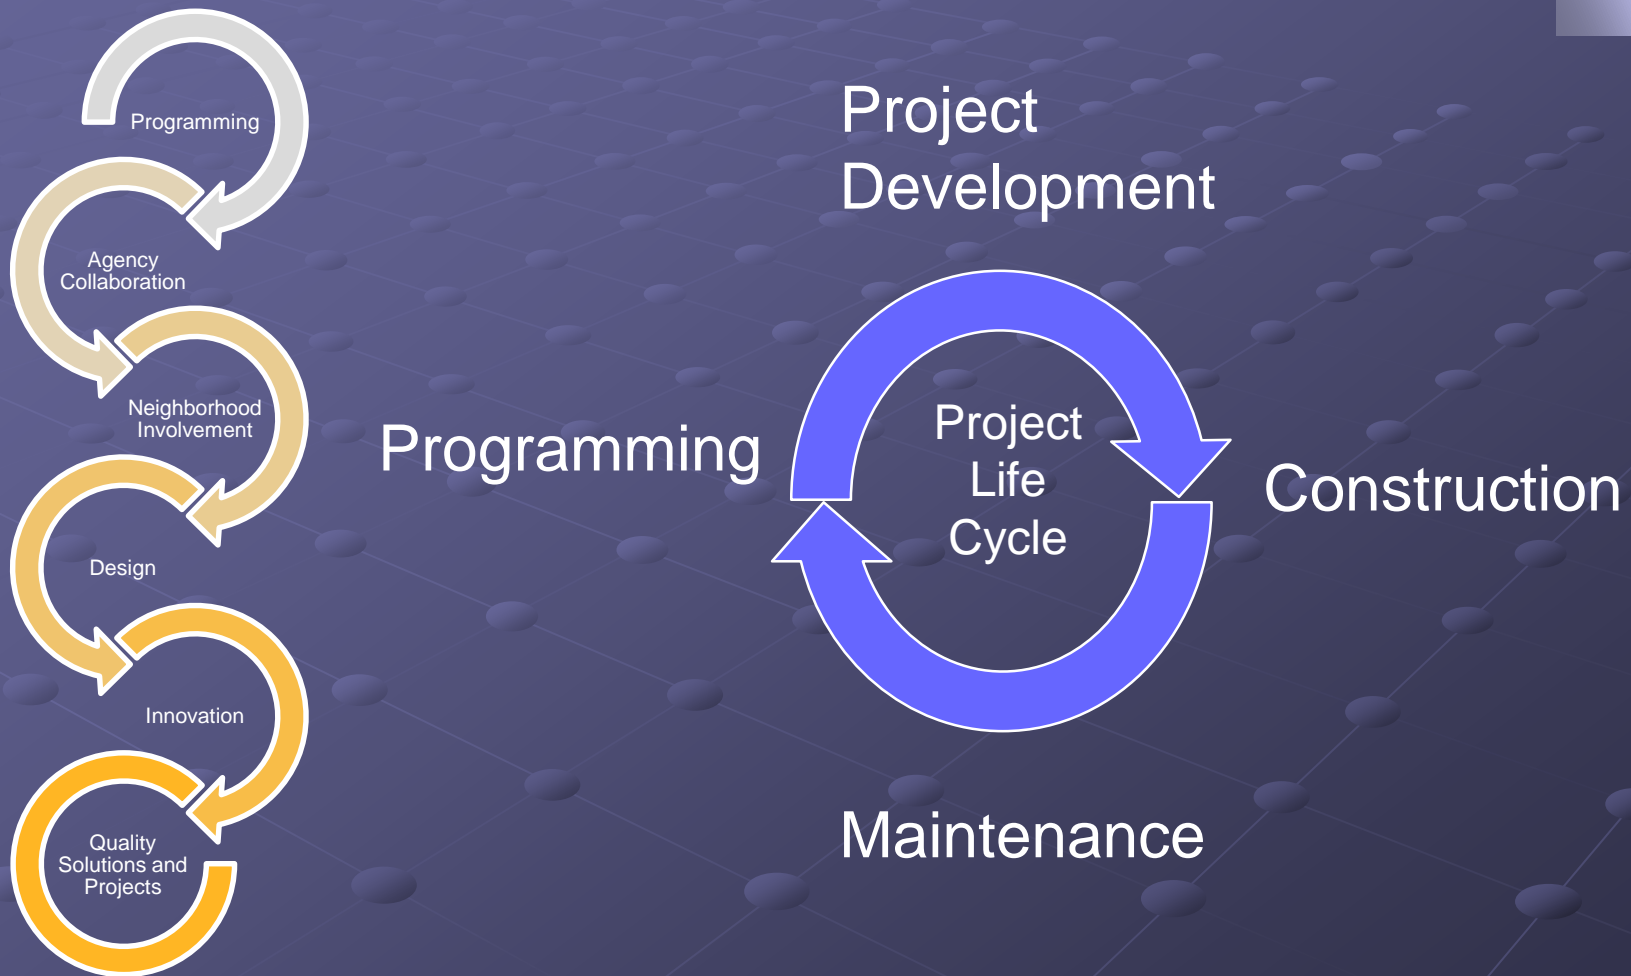 Programming
Agency
Collaboration
Neighborhood
Involvement
Design
Innovation
Quality
Solutions and
Projects
Project
Development
Programming
Project
Life
Cycle
Construction
Maintenance